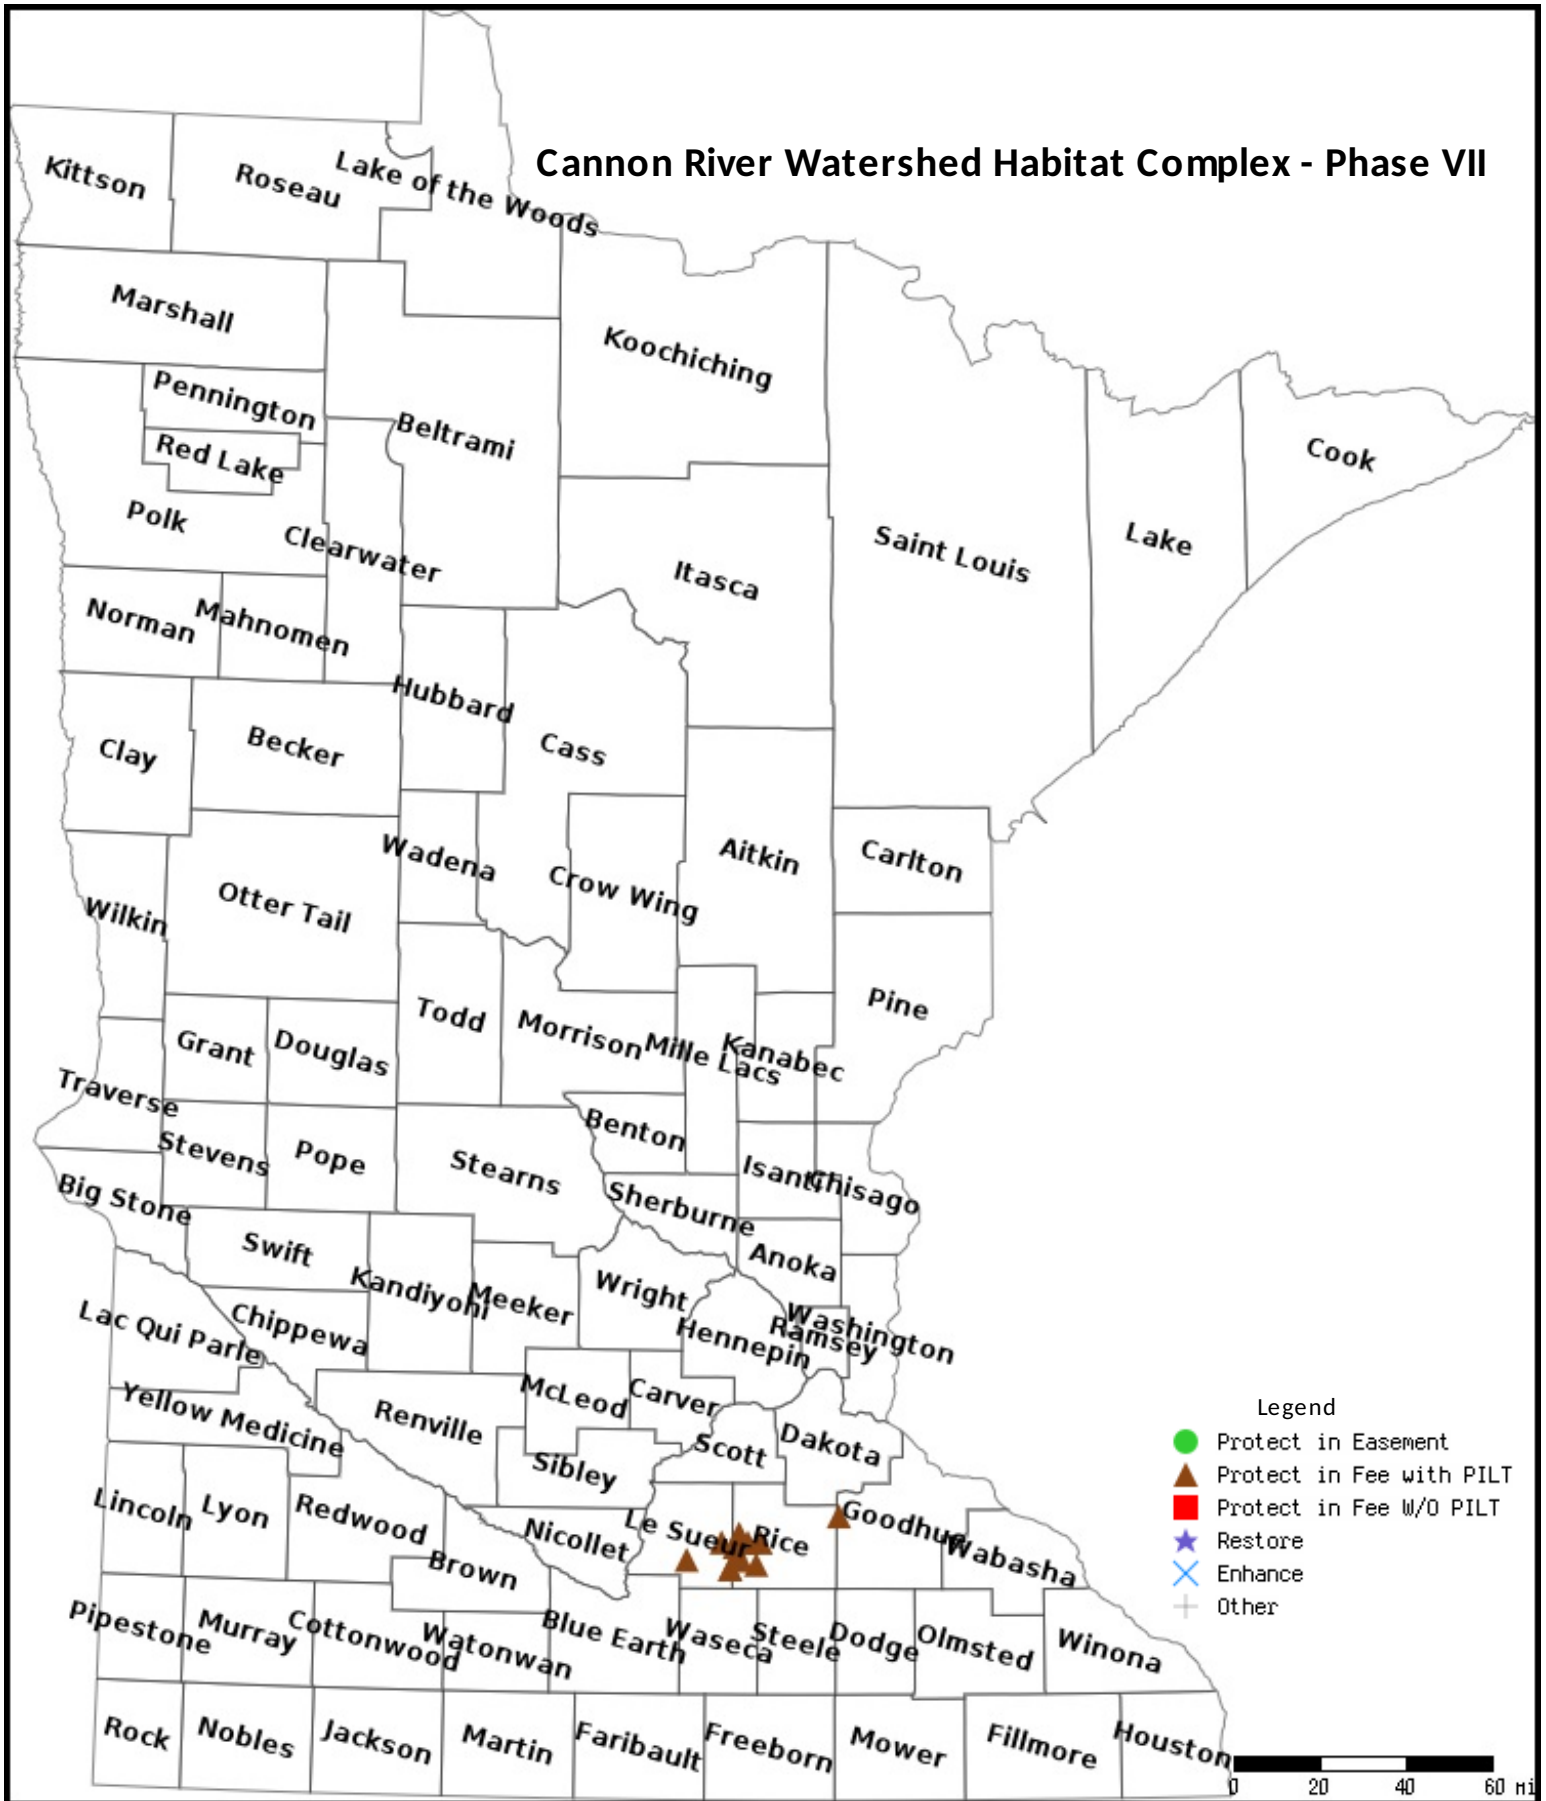 Cannon River Watershed Habitat Complex - Phase VII
Kittson
Roseau
Lake of the Woods
Marshall
Koochiching
Pennington
Beltrami
Red Lake
Cook
Polk
Clearwater
Saint Louis
Lake
Itasca
Norman
Mahnomen
Hubbard
Clay
Becker
Cass
Wadena
Aitkin
Carlton
Otter Tail
Crow Wing
Wilkin
Todd
Pine
Grant
Douglas
Morrison
Mille Lacs
Kanabec
Traverse
Stevens
Pope
Benton
Stearns
Isanti
Chisago
Big Stone
Sherburne
Swift
Anoka
Kandiyohi
Meeker
Wright
Lac Qui Parle
Chippewa
Hennepin
Ramsey
Washington
Yellow Medicine
Renville
McLeod
Carver
Scott
Dakota
Sibley
Lincoln
Lyon
Redwood
Nicollet
Le Sueur
Rice
Goodhue
Wabasha
Brown
Pipestone
Murray
Cottonwood
Watonwan
Blue Earth
Waseca
Steele
Dodge
Olmsted
Winona
Rock
Nobles
Jackson
Martin
Faribault
Freeborn
Mower
Fillmore
Houston
Legend
Protect in Easement
Protect in Fee with PILT
Protect in Fee W/O PILT
Restore
Enhance
Other
0 20 40 60 mi